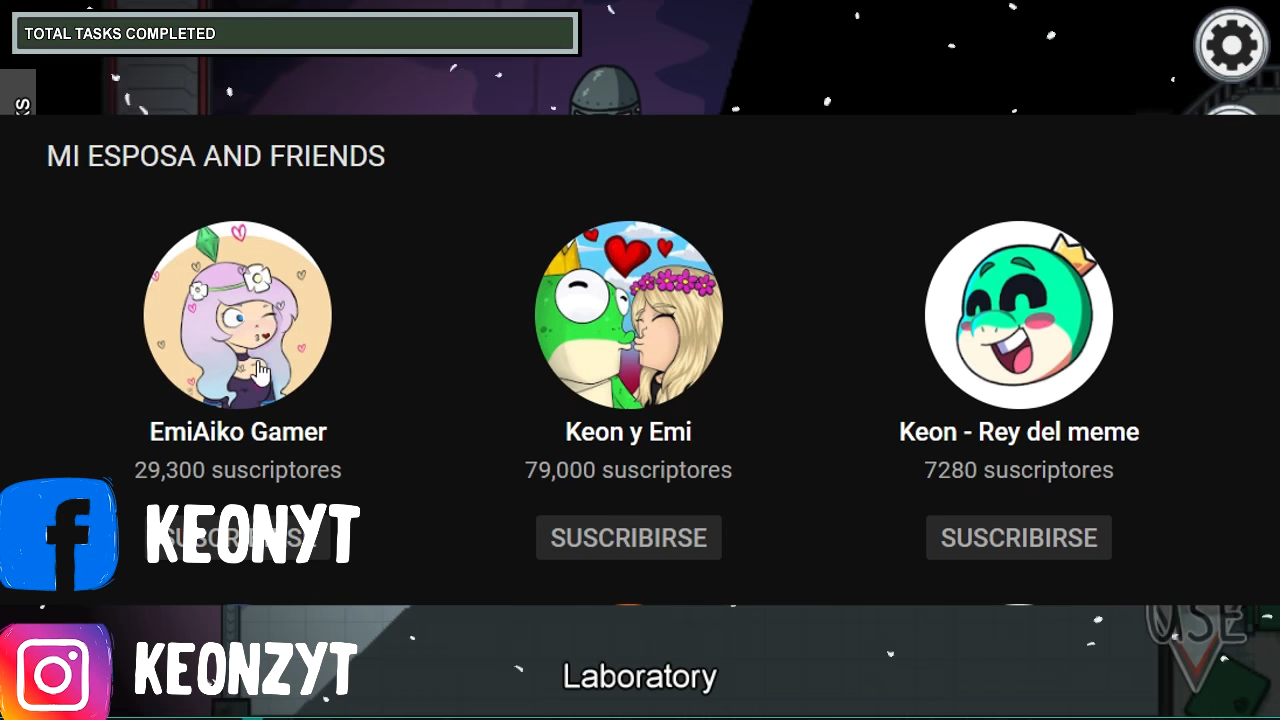 TOTAL TASKS COMPLETED
MI ESPOSA AND FRIENDS
EmiAiko Gamer
29,300 suscriptores
Keon y Emi
79,000 suscriptores
Keon - Rey del meme
7280 suscriptores
KEONYT
SUSCRIBIRSE
SUSCRIBIRSE
KEONZYT
Laboratory
USE